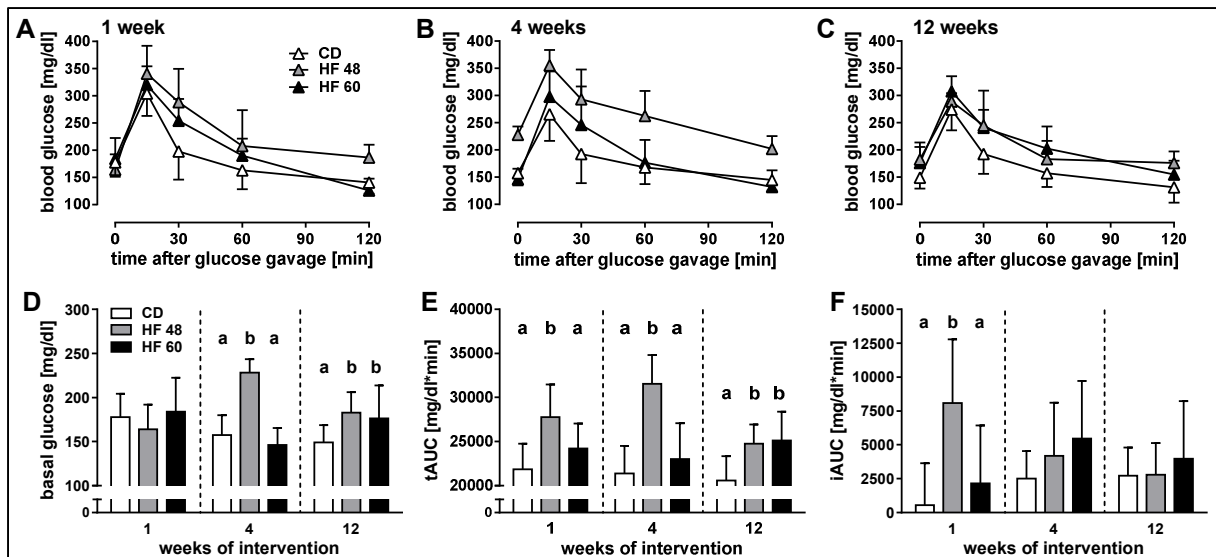 A
1 week
blood glucose [mg/dl]
400
350
300
250
200
150
100
CD
HF 48
HF 60
0 30 60 90 120
time after glucose gavage [min]
B
4 weeks
blood glucose [mg/dl]
400
350
300
250
200
150
100
0 30 60 90 120
time after glucose gavage [min]
C
12 weeks
blood glucose [mg/dl]
400
350
300
250
200
150
100
0 30 60 90 120
time after glucose gavage [min]
D
basal glucose [mg/dl]
300
250
200
150
100
0
CD
HF 48
HF 60
a b a
a b b
1 4 12
weeks of intervention
E
tAUC [mg/dl*min]
40000
35000
30000
25000
20000
0
a b a
a b a
a b b
1 4 12
weeks of intervention
F
iAUC [mg/dl*min]
15000
12500
10000
7500
5000
2500
0
a b a
1 4 12
weeks of intervention